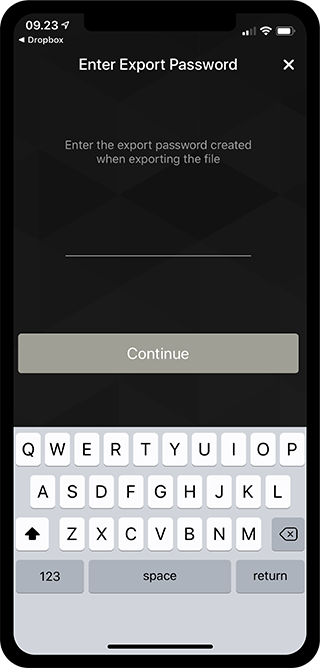 09.23
◀ Dropbox
Enter Export Password
Enter the export password created
when exporting the file
Continue
Q W E R T Y U I O P
A S D F G H J K L
Z X C V B N M
123 space return